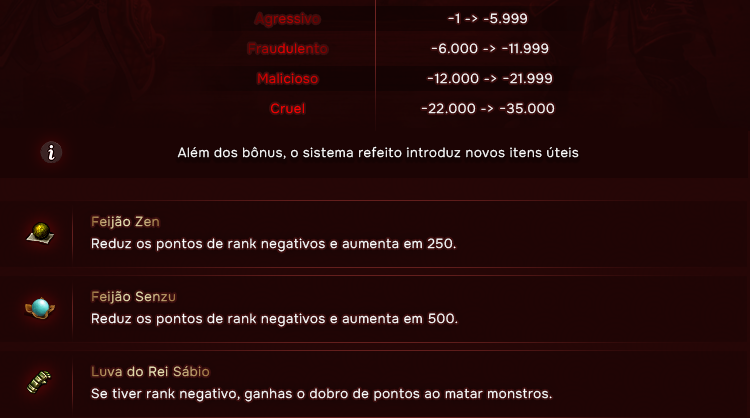 Agressivo -1 -> -5.999
Fraudulento -6.000 -> -11.999
Malicioso -12.000 -> -21.999
Cruel -22.000 -> -35.000
Além dos bônus, o sistema refeito introduz novos itens úteis
Feijão Zen
Reduz os pontos de rank negativos e aumenta em 250.
Feijão Senzu
Reduz os pontos de rank negativos e aumenta em 500.
Luva do Rei Sábio
Se tiver rank negativo, ganhas o dobro de pontos ao matar monstros.